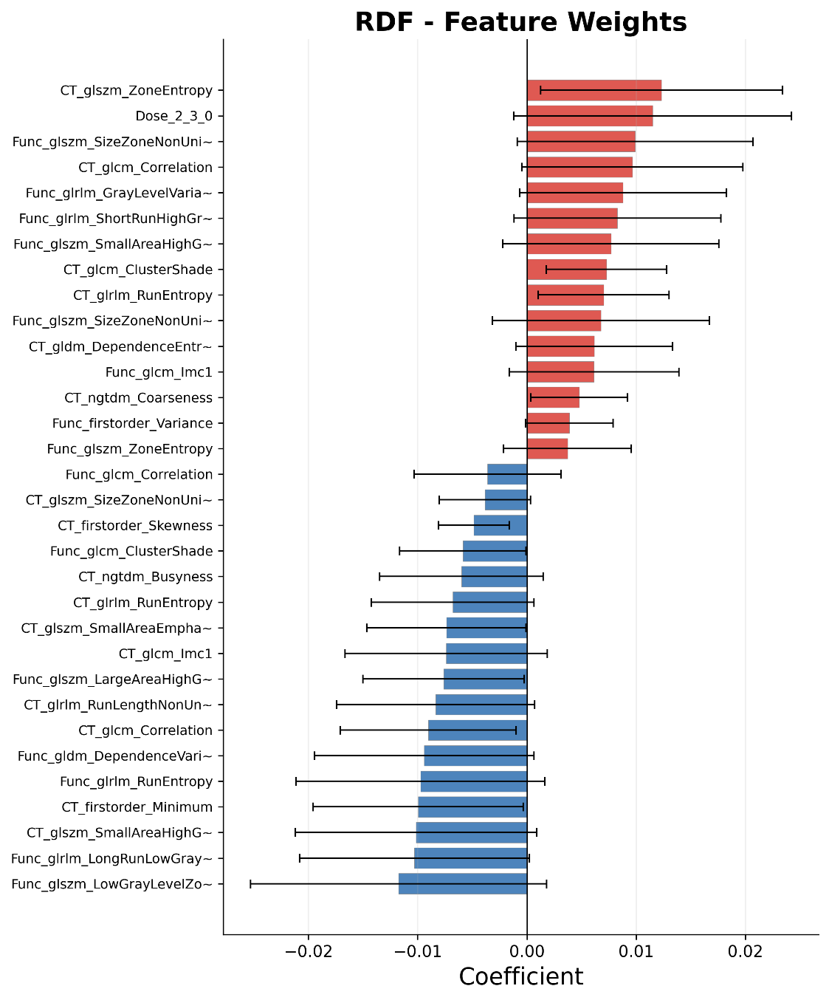 RDF - Feature Weights
CT_glszm_ZoneEntropy
Dose_2_3_0
Func_glszm_SizeZoneNonUni~
CT_glcm_Correlation
Func_glrlm_GrayLevelVaria~
Func_glrlm_ShortRunHighGr~
Func_glszm_SmallAreaHighG~
CT_glcm_ClusterShade
CT_glrlm_RunEntropy
Func_glszm_SizeZoneNonUni~
CT_gldm_DependenceEntr~
Func_glcm_Imc1
CT_ngtdm_Coarseness
Func_firstorder_Variance
Func_glszm_ZoneEntropy
Func_glcm_Correlation
CT_glszm_SizeZoneNonUni~
CT_firstorder_Skewness
Func_glcm_ClusterShade
CT_ngtdm_Busyness
CT_glrlm_RunEntropy
CT_glszm_SmallAreaEmpha~
CT_glcm_Imc1
Func_glszm_LargeAreaHighG~
CT_glrlm_RunLengthNonUn~
CT_glcm_Correlation
Func_gldm_DependenceVari~
Func_glrlm_RunEntropy
CT_firstorder_Minimum
CT_glszm_SmallAreaHighG~
Func_glrlm_LongRunLowGray~
Func_glszm_LowGrayLevelZo~
−0.02 −0.01 0.00 0.01 0.02
Coefficient